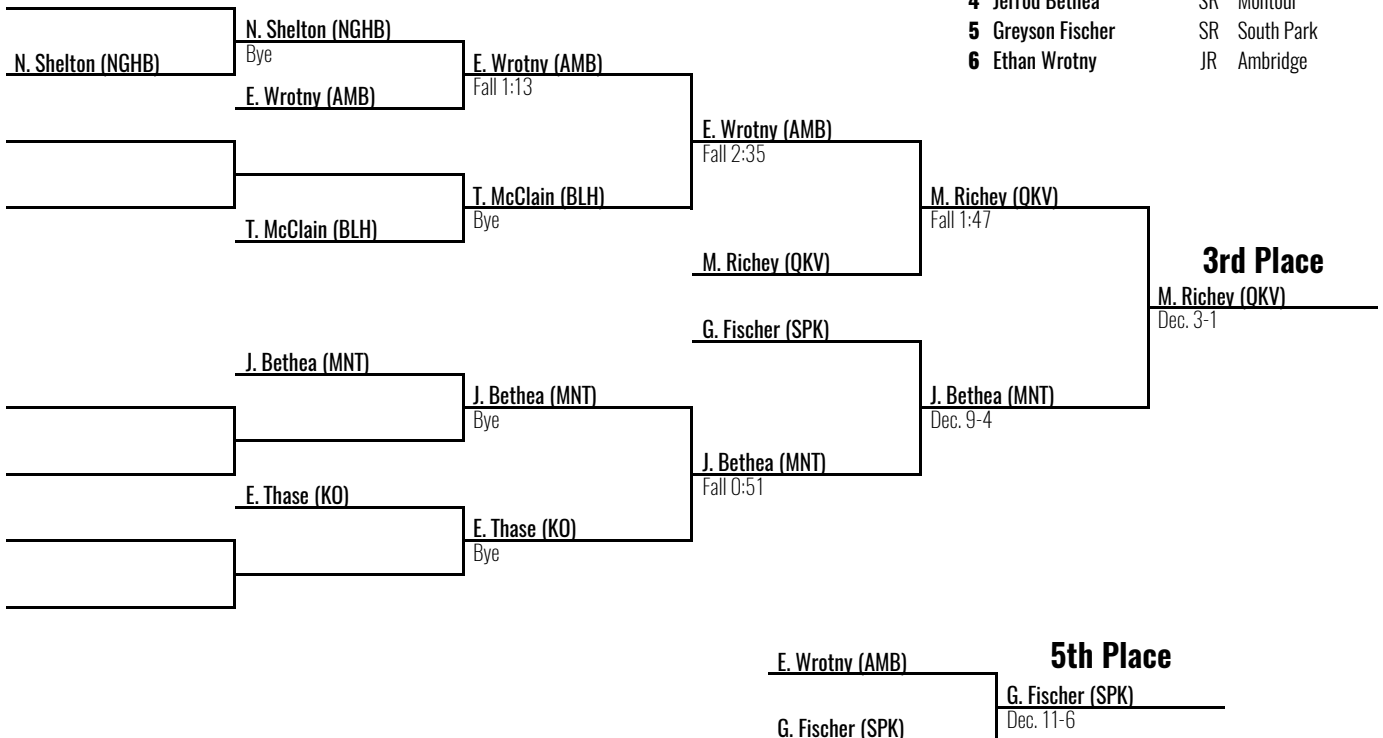 4 Jerrod Bethea SR Montour
5 Greyson Fischer SR South Park
6 Ethan Wrotny JR Ambridge
N. Shelton (NGHB)
N. Shelton (NGHB)
Bye
E. Wrotny (AMB)
E. Wrotny (AMB)
Fall 1:13
T. McClain (BLH)
T. McClain (BLH)
Bye
E. Wrotny (AMB)
Fall 2:35
M. Richey (QKV)
M. Richey (QKV)
Fall 1:47
3rd Place
M. Richey (QKV)
Dec. 3-1
G. Fischer (SPK)
J. Bethea (MNT)
J. Bethea (MNT)
Bye
J. Bethea (MNT)
Dec. 9-4
J. Bethea (MNT)
Fall 0:51
E. Thase (KO)
E. Thase (KO)
Bye
5th Place
E. Wrotny (AMB)
G. Fischer (SPK)
Dec. 11-6
G. Fischer (SPK)